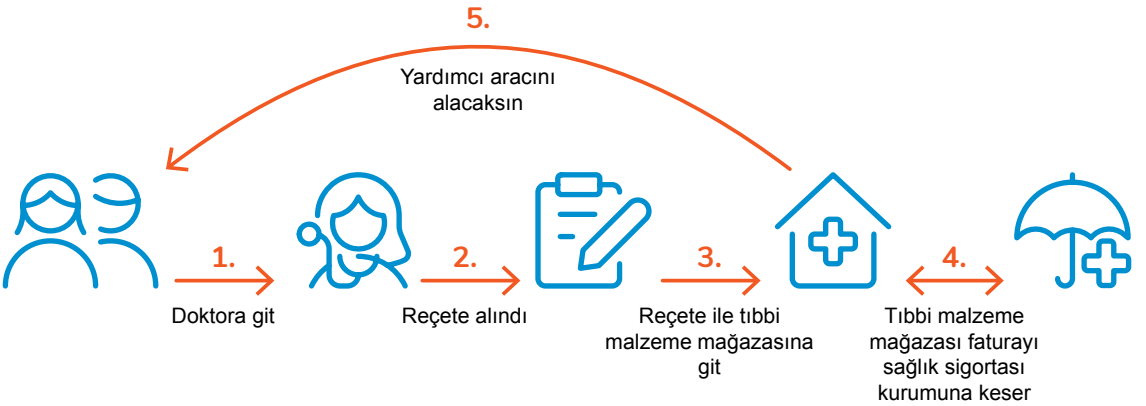 5.
Yardımcı aracını
alacaksın
1.
Doktora git
2.
Reçete alındı
3.
Reçete ile tıbbi
malzeme mağazasına
git
4.
Tıbbi malzeme
mağazası faturayı
sağlık sigortası
kurumuna keser